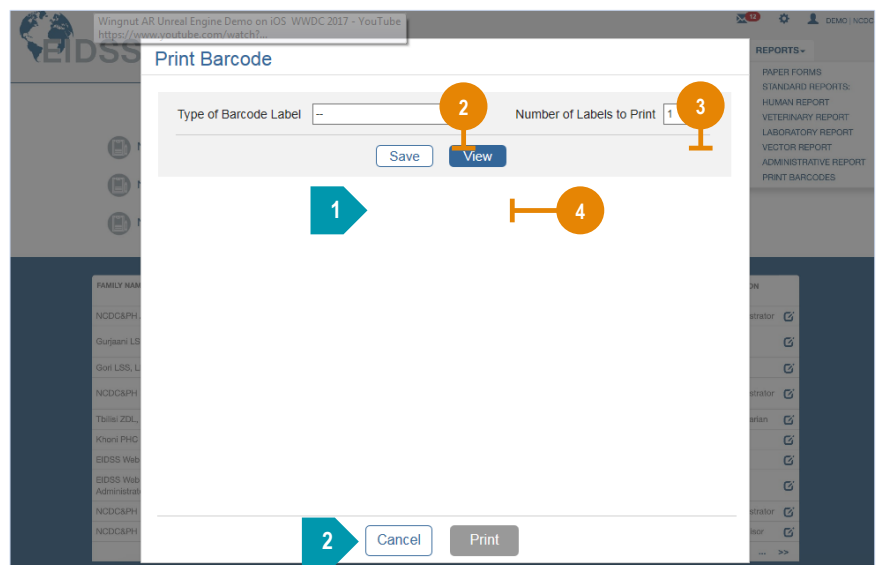 Wingnut AR Unreal Engine Demo on iOS WWDC 2017 - YouTube
https://www.youtube.com/watch?...
EIDSS
12
DEMO | NCDC
Print Barcode
REPORTS
PAPER FORMS
STANDARD REPORTS:
HUMAN REPORT
VETERINARY REPORT
LABORATORY REPORT
VECTOR REPORT
ADMINISTRATIVE REPORT
PRINT BARCODES
Type of Barcode Label
--
2
Number of Labels to Print
1
3
Save
View
1
4
FAMILY NAM
ON
NCDC&PH
strator
Gurjaani LS
Gori LSS, L
NCDC&PH
strator
Tbilisi ZDL,
arian
Khoni PHC
EIDSS Web
EIDSS Web
Administrat
NCDC&PH
strator
NCDC&PH
isor
2
Cancel
Print
... >>